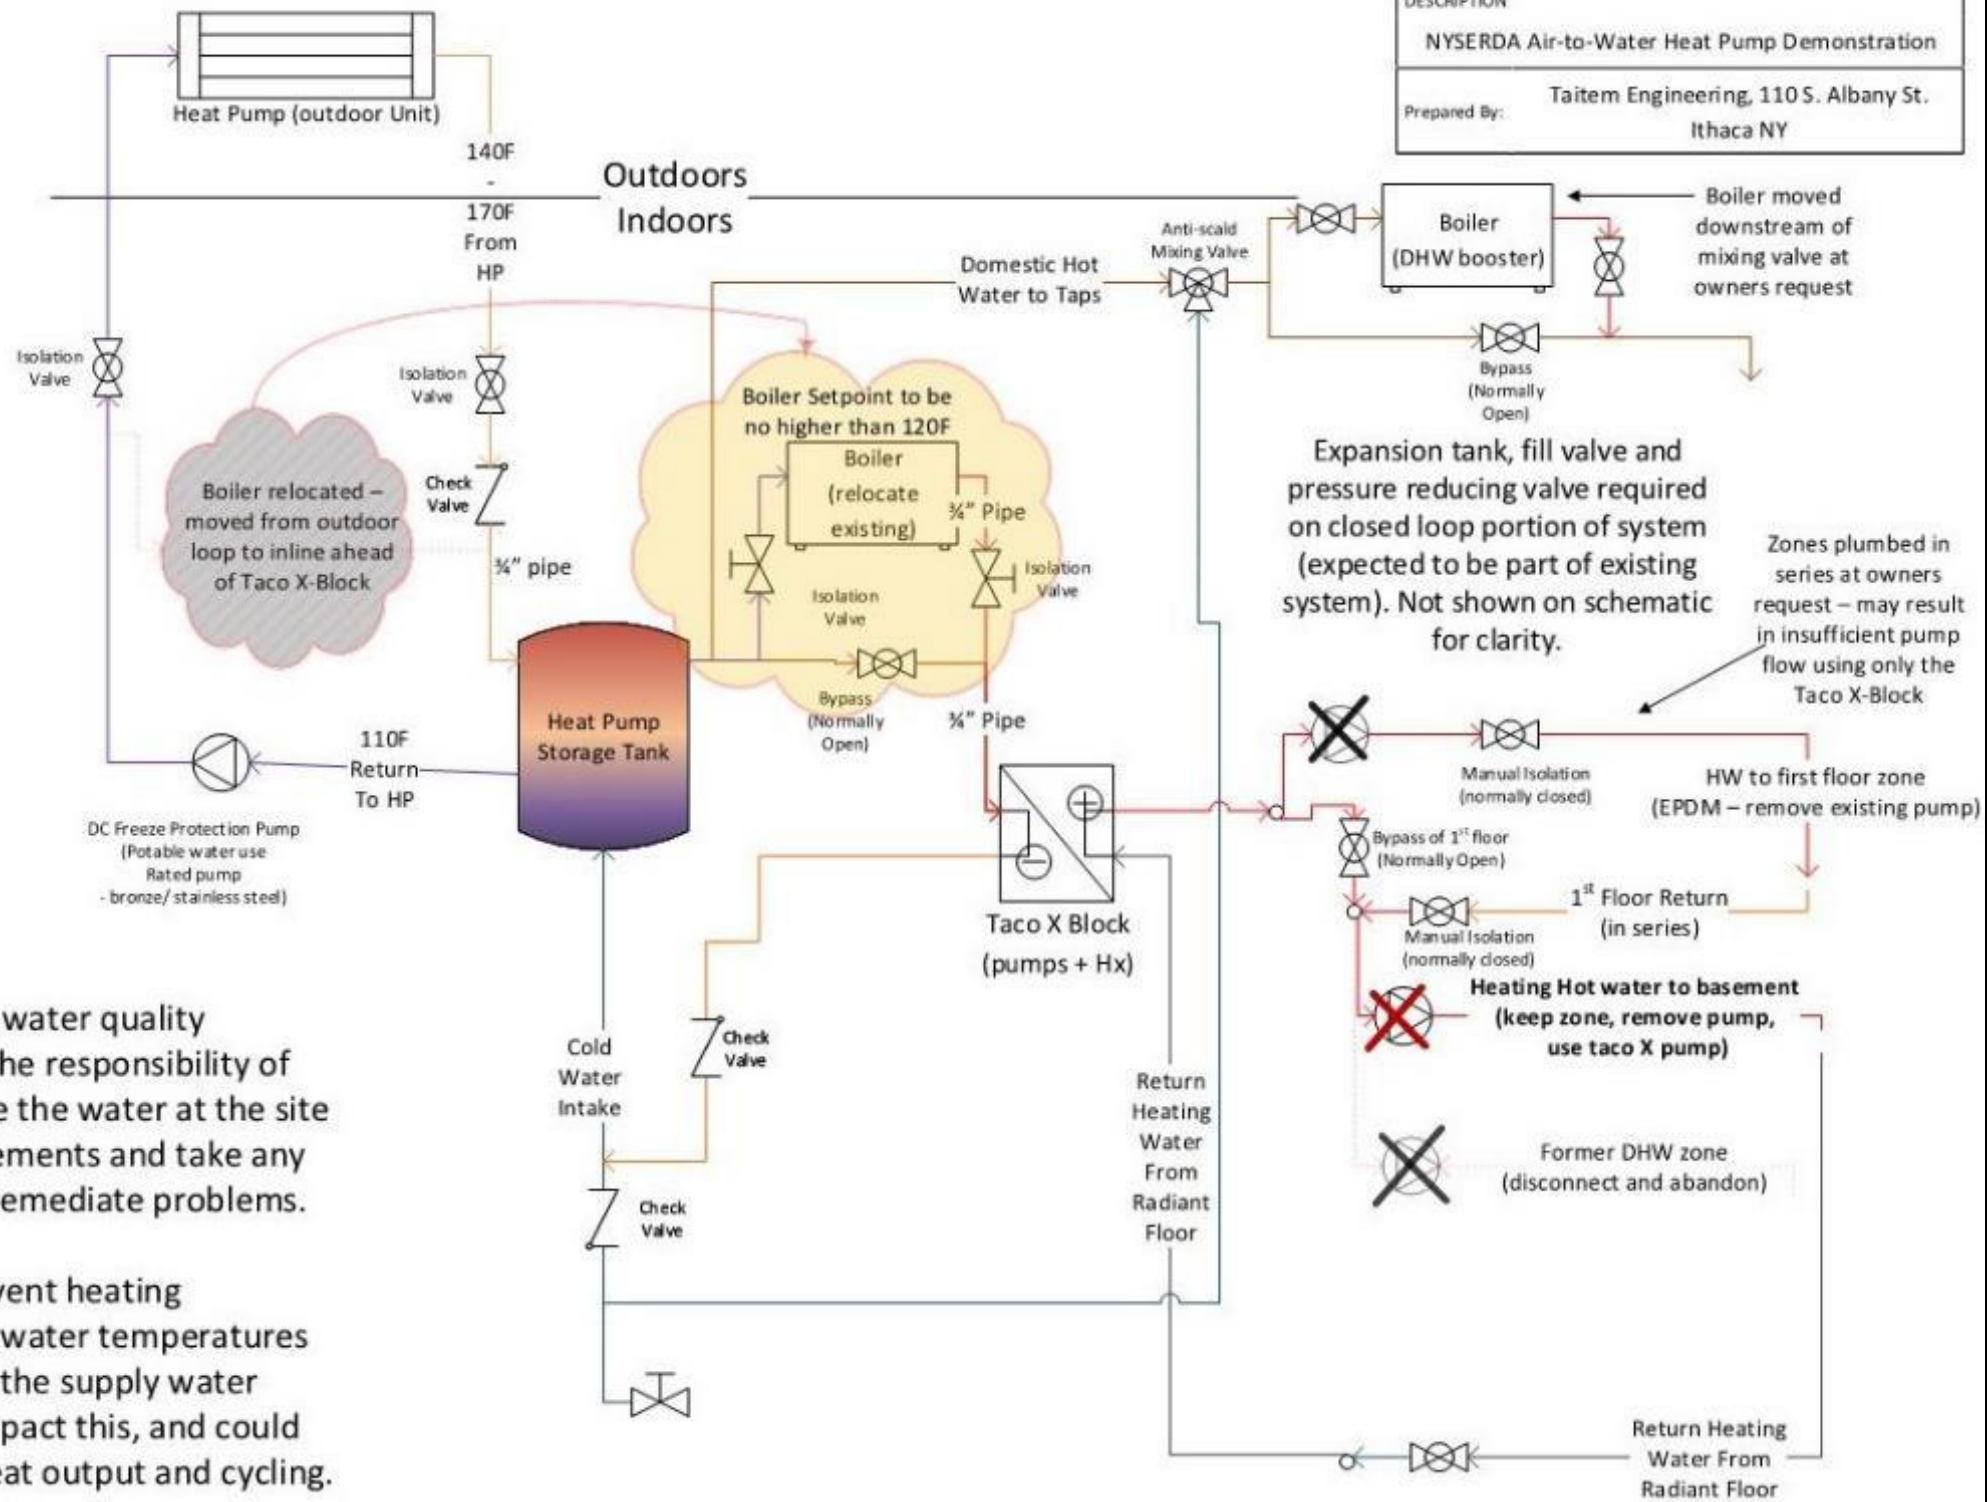 DESCRIPTION
NYSERDA Air-to-Water Heat Pump Demonstration
Prepared By:
Taitem Engineering, 110 S. Albany St.
Ithaca NY
Heat Pump (outdoor Unit)
140F
-
170F
From
HP
Outdoors
Indoors
Anti-scald
Mixing Valve
Boiler
(DHW booster)
Boiler moved
downstream of
mixing valve at
owners request
Domestic Hot
Water to Taps
Isolation
Valve
Isolation
Valve
Bypass
(Normally
Open)
Boiler Setpoint to be
no higher than 120F
Boiler
(relocate
existing)
¾” Pipe
Boiler relocated –
moved from outdoor
loop to inline ahead
of Taco X-Block
Check
Valve
¾” pipe
Isolation
Valve
Isolation
Valve
Expansion tank, fill valve and
pressure reducing valve required
on closed loop portion of system
(expected to be part of existing
system). Not shown on schematic
for clarity.
Zones plumbed in
series at owners
request – may result
in insufficient pump
flow using only the
Taco X-Block
Bypass
(Normally
Open)
¾” Pipe
Heat Pump
Storage Tank
110F
Return
To HP
DC Freeze Protection Pump
(Potable water use
Rated pump
- bronze/ stainless steel)
Manual Isolation
(normally closed)
HW to first floor zone
(EPDM – remove existing pump)
Bypass of 1st floor
(Normally Open)
1st Floor Return
(in series)
Manual Isolation
(normally closed)
Taco X Block
(pumps + Hx)
Heating Hot water to basement
(keep zone, remove pump,
use taco X pump)
water quality
he responsibility of
e the water at the site
ements and take any
emediate problems.
Cold
Water
Intake
Check
Valve
Return
Heating
Water
From
Radiant
Floor
Former DHW zone
(disconnect and abandon)
Check
Valve
vent heating
water temperatures
the supply water
pact this, and could
eat output and cycling.
Return Heating
Water From
Radiant Floor